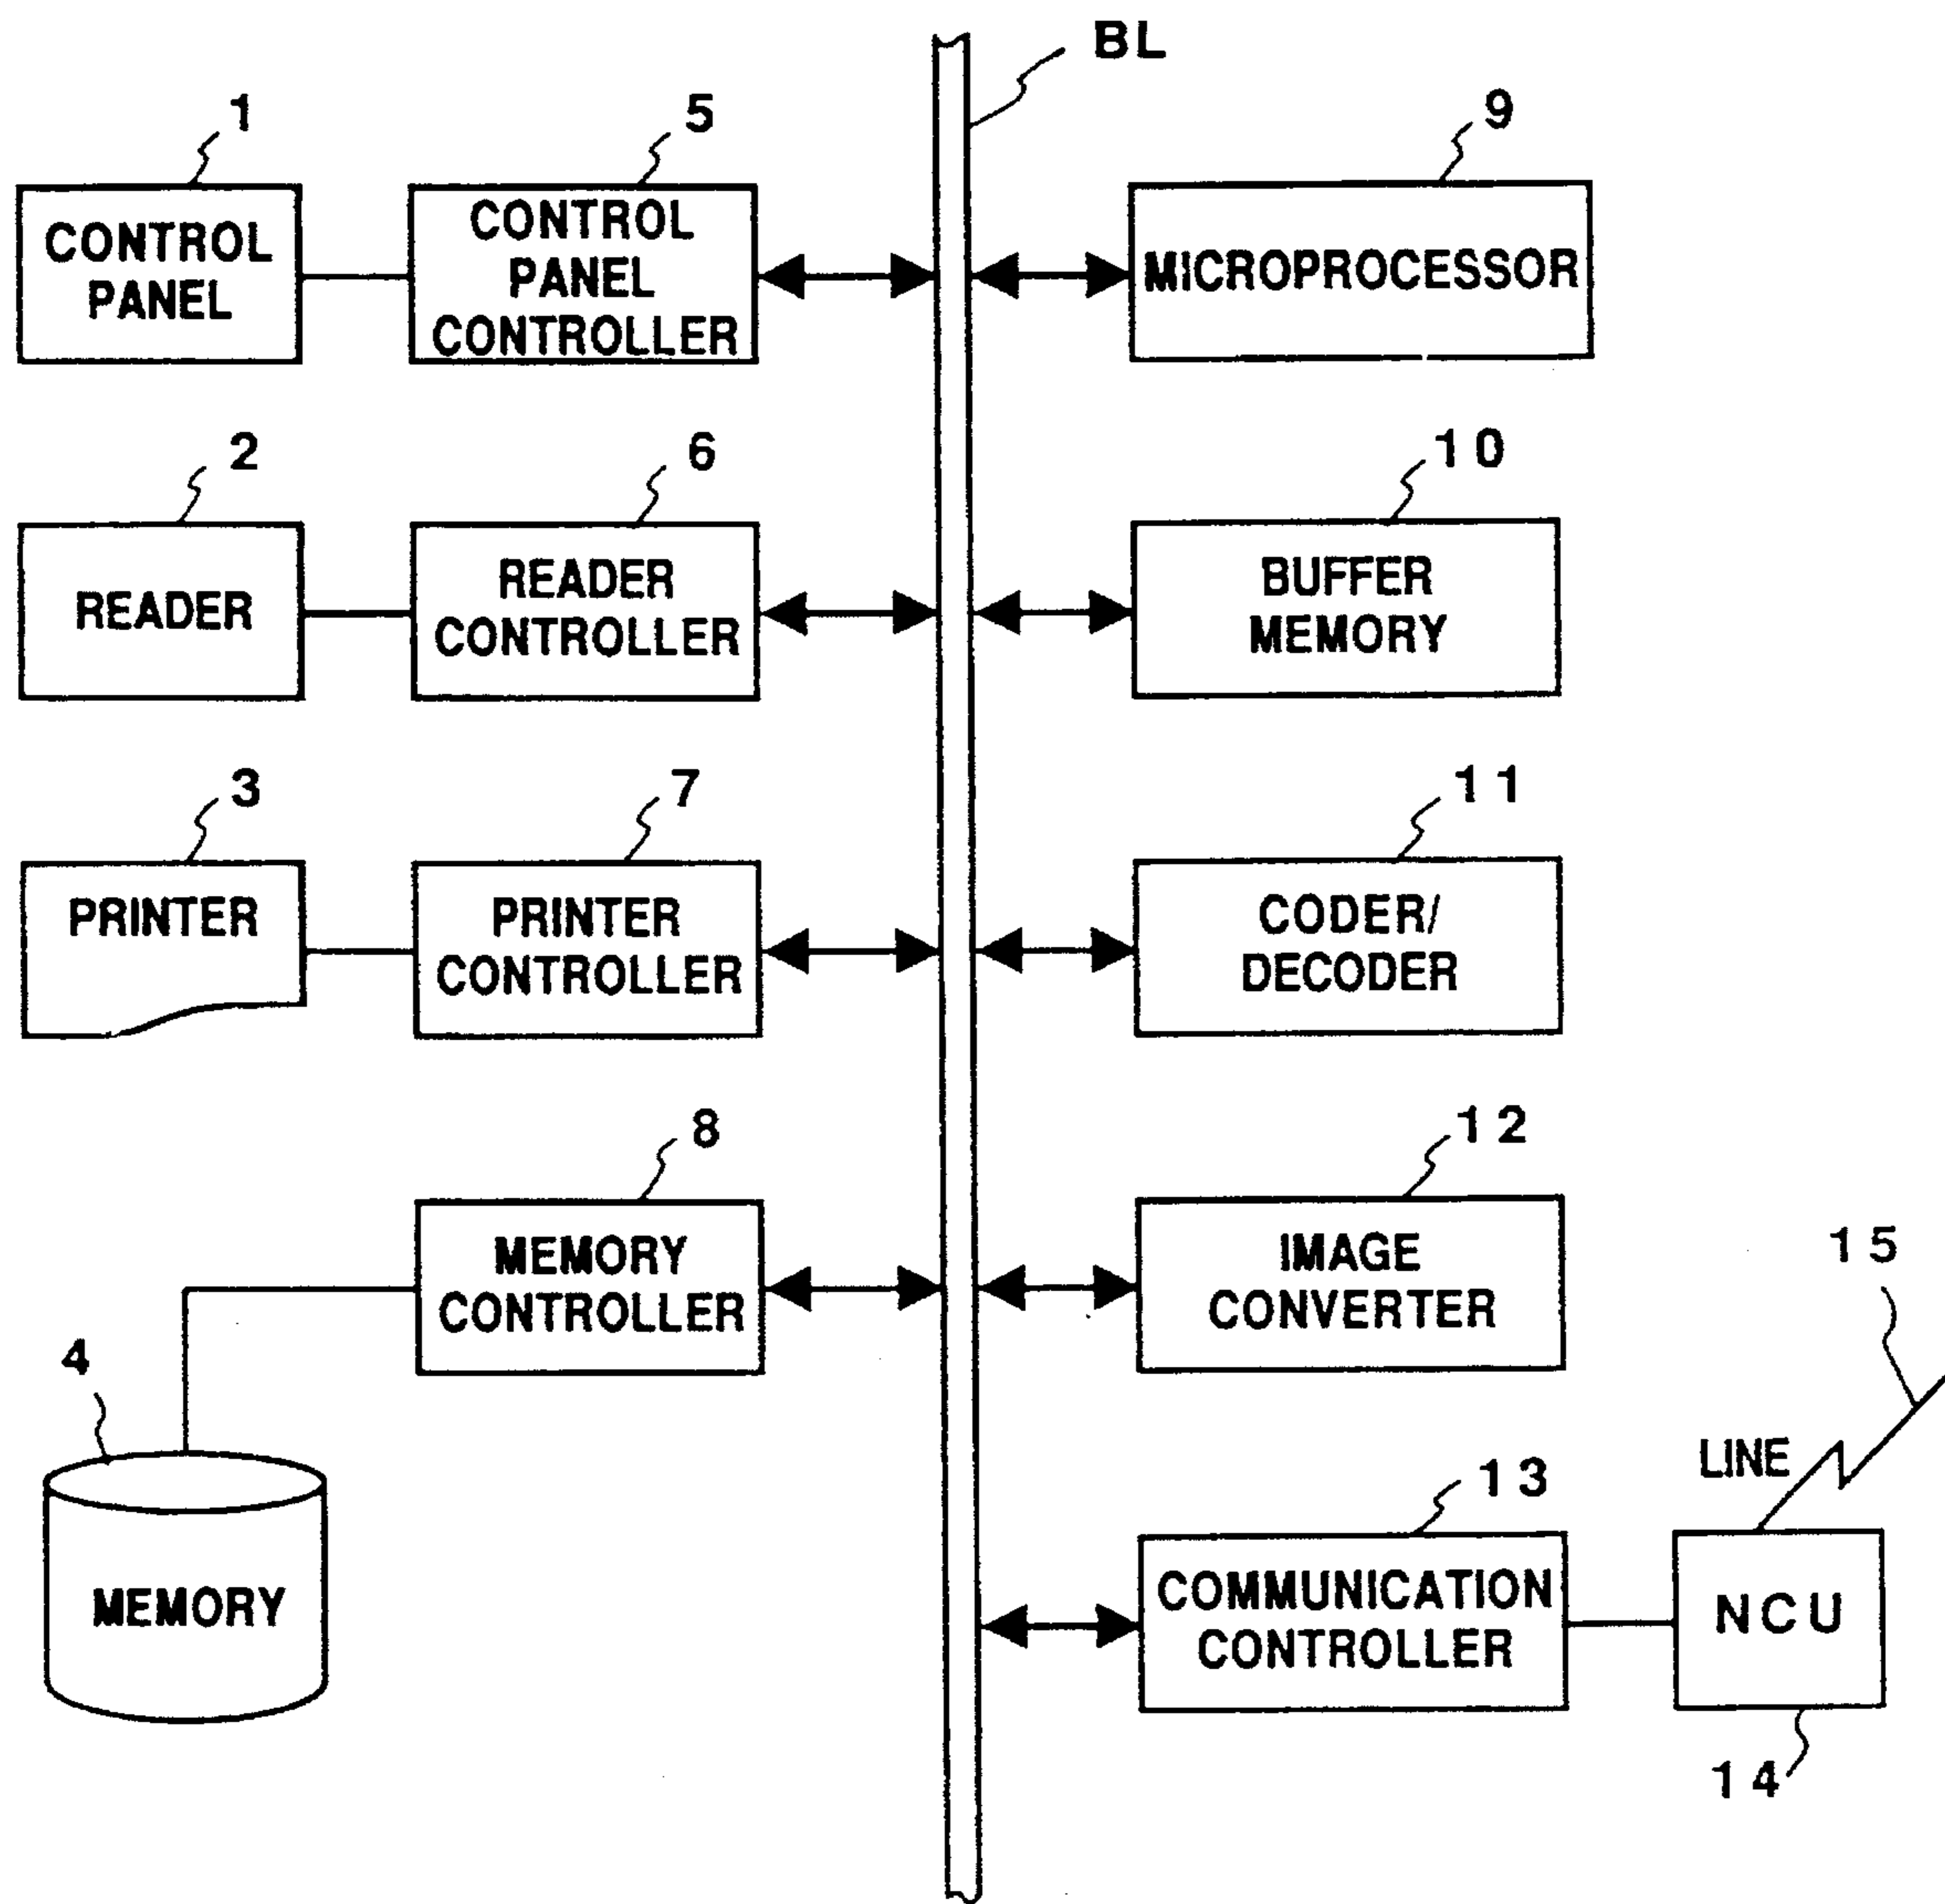 BL
1
5
9
CONTROL
PANEL
CONTROL
PANEL
CONTROLLER
MICROPROCESSOR
2
6
10
READER
READER
CONTROLLER
BUFFER
MEMORY
3
7
11
PRINTER
PRINTER
CONTROLLER
CODER/
DECODER
8
12
MEMORY
CONTROLLER
IMAGE
CONVERTER
15
4
LINE
13
MEMORY
COMMUNICATION
CONTROLLER
NCU
14